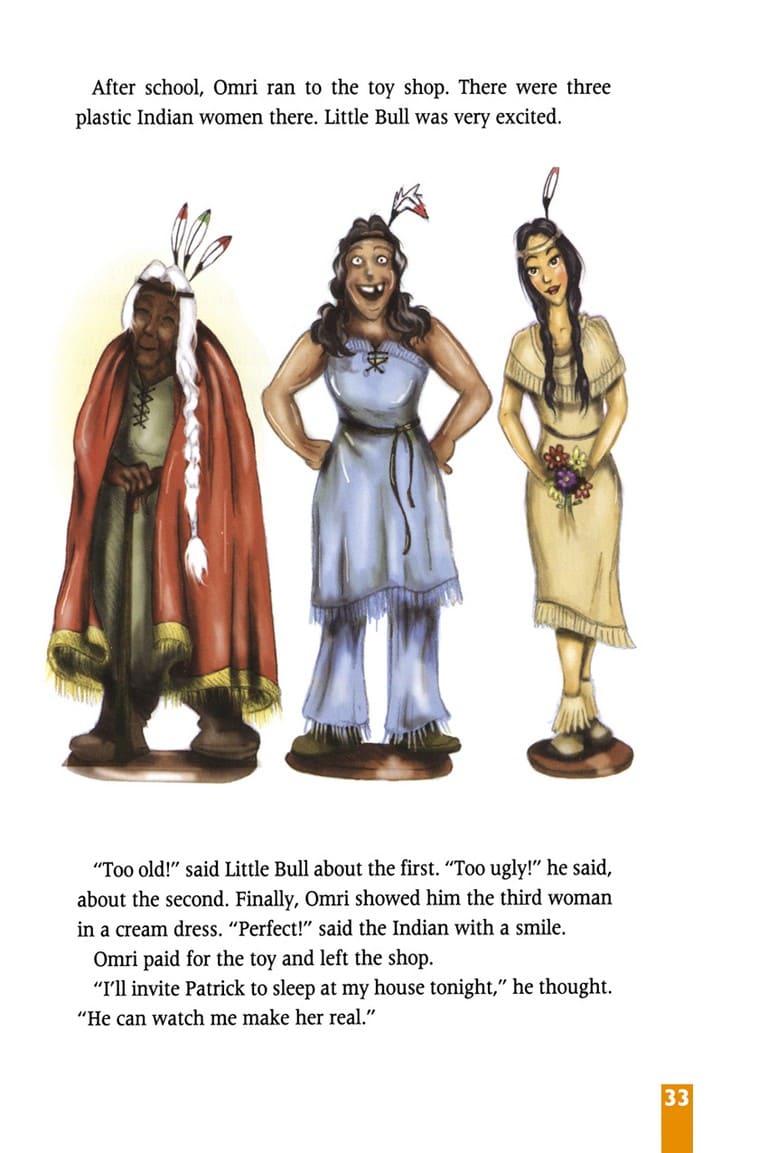 After school, Omri ran to the toy shop. There were three
plastic Indian women there. Little Bull was very excited.
“Too old!” said Little Bull about the first. “Too ugly!” he said,
about the second. Finally, Omri showed him the third woman
in a cream dress. “Perfect!” said the Indian with a smile.
Omri paid for the toy and left the shop.
“I’ll invite Patrick to sleep at my house tonight,” he thought.
“He can watch me make her real.”
33